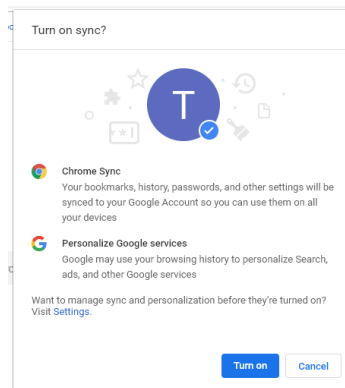 Turn on sync?
T
Chrome Sync
Your bookmarks, history, passwords, and other settings will be
synced to your Google Account so you can use them on all
your devices
Personalize Google services
Google may use your browsing history to personalize Search,
ads, and other Google services
Want to manage sync and personalization before they're turned on?
Visit Settings.
Turn on Cancel